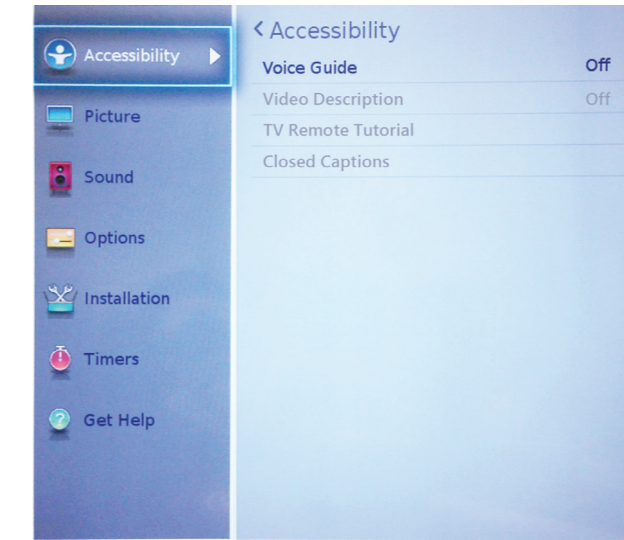 Accessibility
Picture
Sound
Options
Installation
Timers
Get Help
Accessibility
Voice Guide Off
Video Description Off
TV Remote Tutorial
Closed Captions